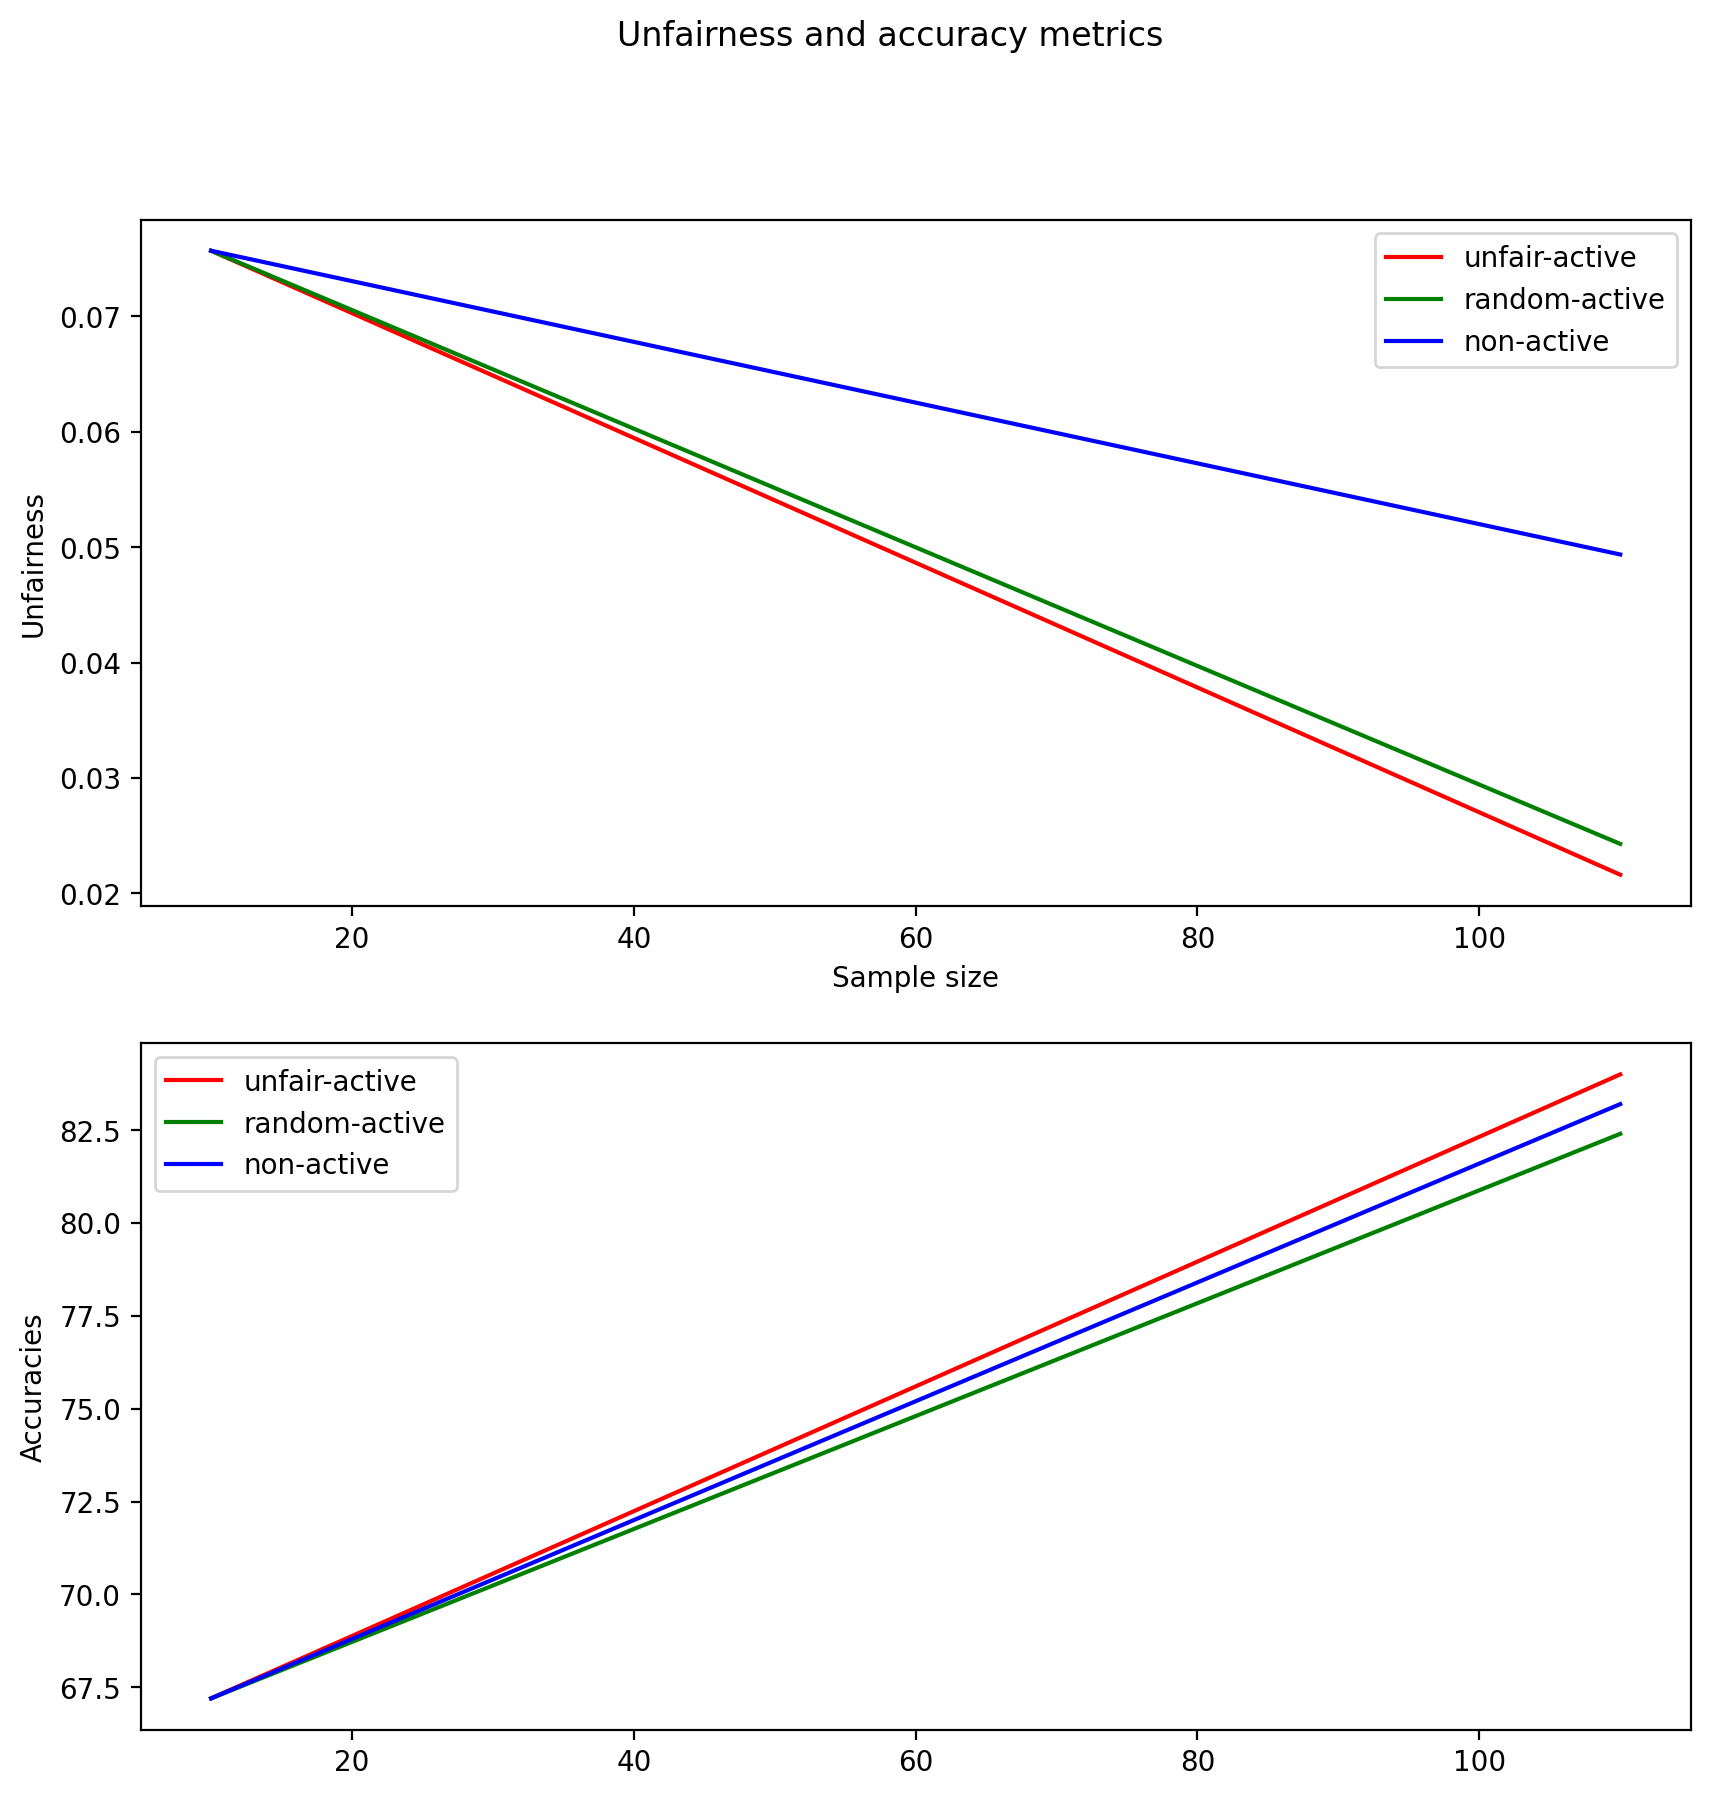 Unfairness and accuracy metrics
unfair-active
random-active
non-active
0.07
0.06
0.05
0.04
0.03
0.02
Unfairness
20 40 60 80 100
Sample size
unfair-active
random-active
non-active
82.5
80.0
77.5
75.0
72.5
70.0
67.5
Accuracies
20 40 60 80 100